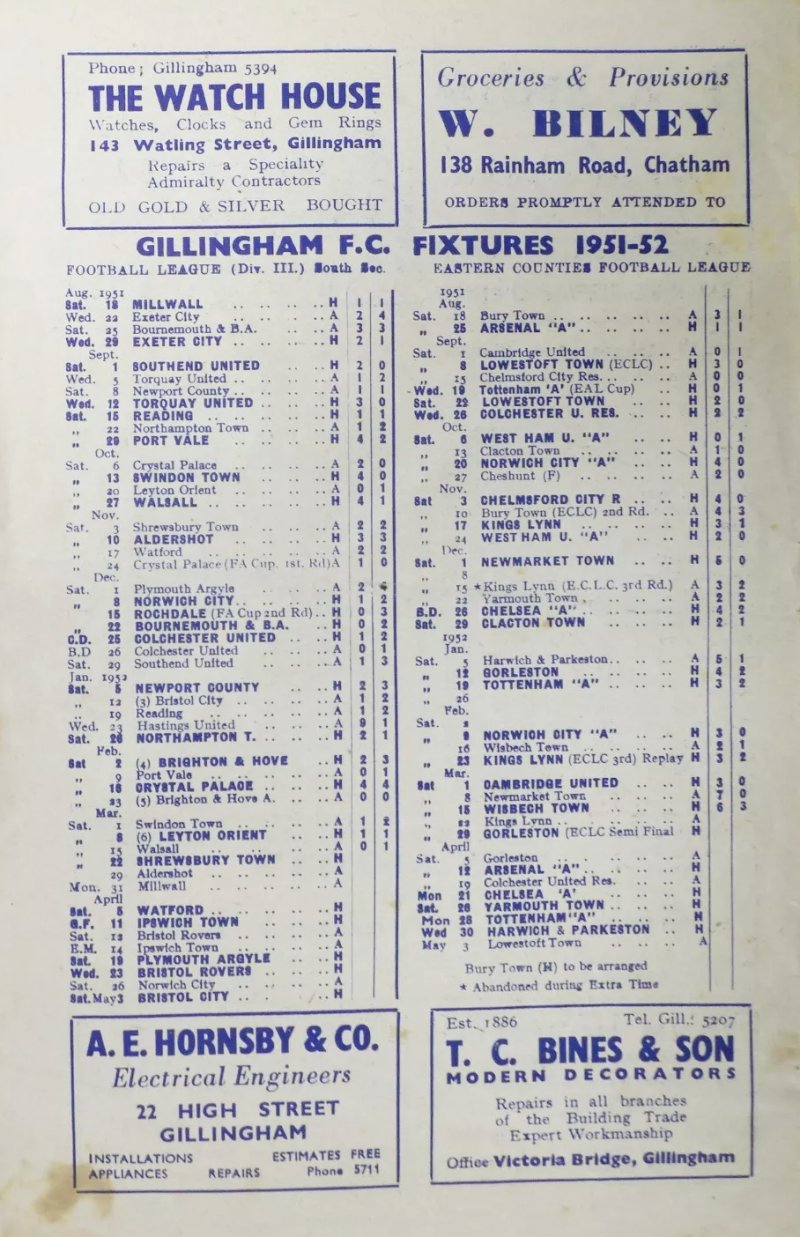 Phone; Gillingham 5394
THE WATCH HOUSE
Watches, Clocks and Gem Rings
143 Watling Street, Gillingham
Repairs a Speciality
Admiralty Contractors
OLD GOLD & SILVER BOUGHT
Groceries & Provisions
W. BILNEY
138 Rainham Road, Chatham
ORDERS PROMPTLY ATTENDED TO
GILLINGHAM F.C. FIXTURES 1951-52
FOOTBALL LEAGUE (Div. III.) South Sec.
Aug. 1951
Sat. 18 MILLWALL .. .. .. .. H 1 1
Wed. 22 Exeter City .. .. .. .. A 2 4
Sat. 25 Bournemouth & B.A. .. .. .. A 3 3
Wed. 29 EXETER CITY .. .. .. .. H 2 1
Sept.
Sat. 1 SOUTHEND UNITED .. .. .. H 2 0
Wed. 5 Torquay United .. .. .. .. A 1 2
Sat. 8 Newport County .. .. .. .. A 1 1
Wed. 12 TORQUAY UNITED .. .. .. H 3 0
Sat. 15 READING .. .. .. .. H 1 1
„ 22 Northampton Town .. .. .. A 1 2
„ 29 PORT VALE .. .. .. .. H 4 2
Oct.
Sat. 6 Crystal Palace .. .. .. .. A 2 0
„ 13 SWINDON TOWN .. .. .. H 4 0
„ 20 Leyton Orient .. .. .. .. A 0 1
„ 27 WALSALL .. .. .. .. H 4 1
Nov.
Sat. 3 Shrewsbury Town .. .. .. A 2 2
„ 10 ALDERSHOT .. .. .. .. H 3 3
„ 17 Watford .. .. .. .. A 2 2
„ 24 Crystal Palace (FA Cup. 1st. Rd) A 1 0
Dec.
Sat. 1 Plymouth Argyle .. .. .. A 2
„ 8 NORWICH CITY .. .. .. .. H 1 2
„ 15 ROCHDALE (FA Cup 2nd Rd) .. H 0 3
„ 22 BOURNEMOUTH & B.A. .. .. H 0 2
C.D. 25 COLCHESTER UNITED .. .. H 1 2
B.D 26 Colchester United .. .. .. A 0 1
Sat. 29 Southend United .. .. .. A 1 3
Jan. 1952
Sat. 5 NEWPORT COUNTY .. .. H 2 3
„ 12 (3) Bristol City .. .. .. .. A 1 2
„ 19 Reading .. .. .. .. A 1 2
Wed. 23 Hastings United .. .. .. A 9 1
Sat. 26 NORTHAMPTON T. .. .. .. H 2 1
Feb.
Sat 2 (4) BRIGHTON & HOVE .. .. H 2 3
„ 9 Port Vale .. .. .. .. A 0 1
„ 16 CRYSTAL PALACE .. .. .. H 4 4
„ 23 (5) Brighton & Hove A. .. .. .. A 0 0
Mar.
Sat. 1 Swindon Town .. .. .. A 1 2
„ 8 (6) LEYTON ORIENT .. .. .. H 1 1
„ 15 Walsall .. .. .. .. A 0 1
„ 22 SHREWSBURY TOWN .. .. H
29 Aldershot .. .. .. .. A
Mon. 31 Millwall .. .. .. .. A
April
Sat. 5 WATFORD .. .. .. .. H
G.F. 11 IPSWICH TOWN .. .. .. H
Sat. 12 Bristol Rovers .. .. .. .. A
E.M. 14 Ipswich Town .. .. .. .. A
Sat. 19 PLYMOUTH ARGYLE .. .. H
Wed. 23 BRISTOL ROVERS .. .. .. H
Sat. 26 Norwich City .. .. .. .. A
Sat. May 3 BRISTOL CITY .. .. .. H
EASTERN COUNTIES FOOTBALL LEAGUE
1951
Aug.
Sat. 18 Bury Town .. .. .. .. .. A 3 1
„ 25 ARSENAL "A" .. .. .. .. H 1 1
Sept.
Sat. 1 Cambridge United .. .. .. A 0 1
„ 8 LOWESTOFT TOWN (ECLC) .. H 3 0
„ 15 Chelmsford City Res. .. .. .. A 0 0
Wed. 19 Tottenham 'A' (EAL Cup) .. H 0 1
Sat. 22 LOWESTOFT TOWN .. .. H 2 0
Wed. 26 COLCHESTER U. RES. .. .. H 2 2
Oct.
Sat. 6 WEST HAM U. "A" .. .. H 0 1
„ 13 Clacton Town .. .. .. .. A 1 0
„ 20 NORWICH CITY "A" .. .. H 4 0
„ 27 Cheshunt (F) .. .. .. .. A 2 0
Nov.
Sat 3 CHELMSFORD CITY R .. .. H 4 0
„ 10 Bury Town (ECLC) 2nd Rd. .. A 4 3
„ 17 KINGS LYNN .. .. .. .. H 3 1
„ 24 WEST HAM U. "A" .. .. H 2 0
Dec.
Sat. 1 NEWMARKET TOWN .. .. H 5 0
„ 8
„ 15 *Kings Lynn (E.C.L.C. 3rd Rd.) A 3 2
„ 22 Yarmouth Town .. .. .. .. A 2 2
B.D. 26 CHELSEA "A" .. .. .. .. H 4 2
Sat. 29 CLACTON TOWN .. .. .. H 2 1
1952
Jan.
Sat. 5 Harwich & Parkeston .. .. .. A 5 1
„ 12 GORLESTON .. .. .. .. H 4 2
„ 19 TOTTENHAM "A" .. .. .. H 3 2
„ 26
Feb.
Sat. 2
„ 9 NORWICH CITY "A" .. .. H 3 0
„ 16 Wisbech Town .. .. .. .. A 2 1
„ 23 KINGS LYNN (ECLC 3rd) Replay H 3 2
Mar.
Sat 1 CAMBRIDGE UNITED .. .. H 3 0
„ 8 Newmarket Town .. .. .. A 7 0
„ 15 WISBECH TOWN .. .. .. H 6 3
„ 22 Kings Lynn .. .. .. .. A
„ 29 GORLESTON (ECLC Semi Final H
April
Sat. 5 Gorleston .. .. .. .. A
„ 12 ARSENAL "A" .. .. .. .. H
„ 19 Colchester United Res. .. .. A
Mon 21 CHELSEA 'A' .. .. .. H
Sat. 26 YARMOUTH TOWN .. .. .. H
Mon 28 TOTTENHAM "A" .. .. .. H
Wed 30 HARWICH & PARKESTON .. H
May 3 Lowestoft Town .. .. .. A
Bury Town (H) to be arranged
* Abandoned during Extra Time
A. E. HORNSBY & CO.
Electrical Engineers
22 HIGH STREET
GILLINGHAM
INSTALLATIONS ESTIMATES FREE
APPLIANCES REPAIRS Phone 5711
Est. 1886 Tel. Gill.: 5207
T. C. BINES & SON
MODERN DECORATORS
Repairs in all branches
of the Building Trade
Expert Workmanship
Office Victoria Bridge, Gillingham